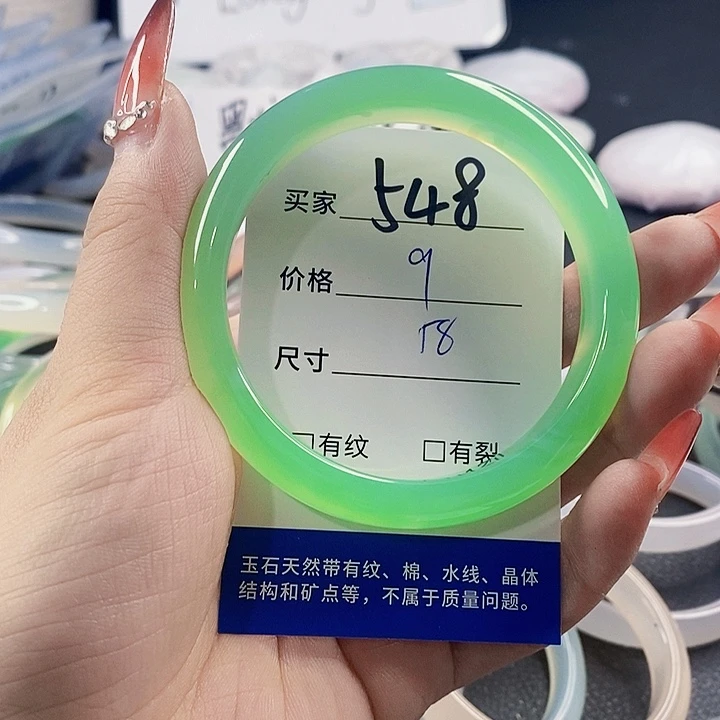 买家 548
价格 9
尺寸 58
□有纹 □有裂
玉石天然带有纹、棉、水线、晶体
结构和矿点等，不属于质量问题。